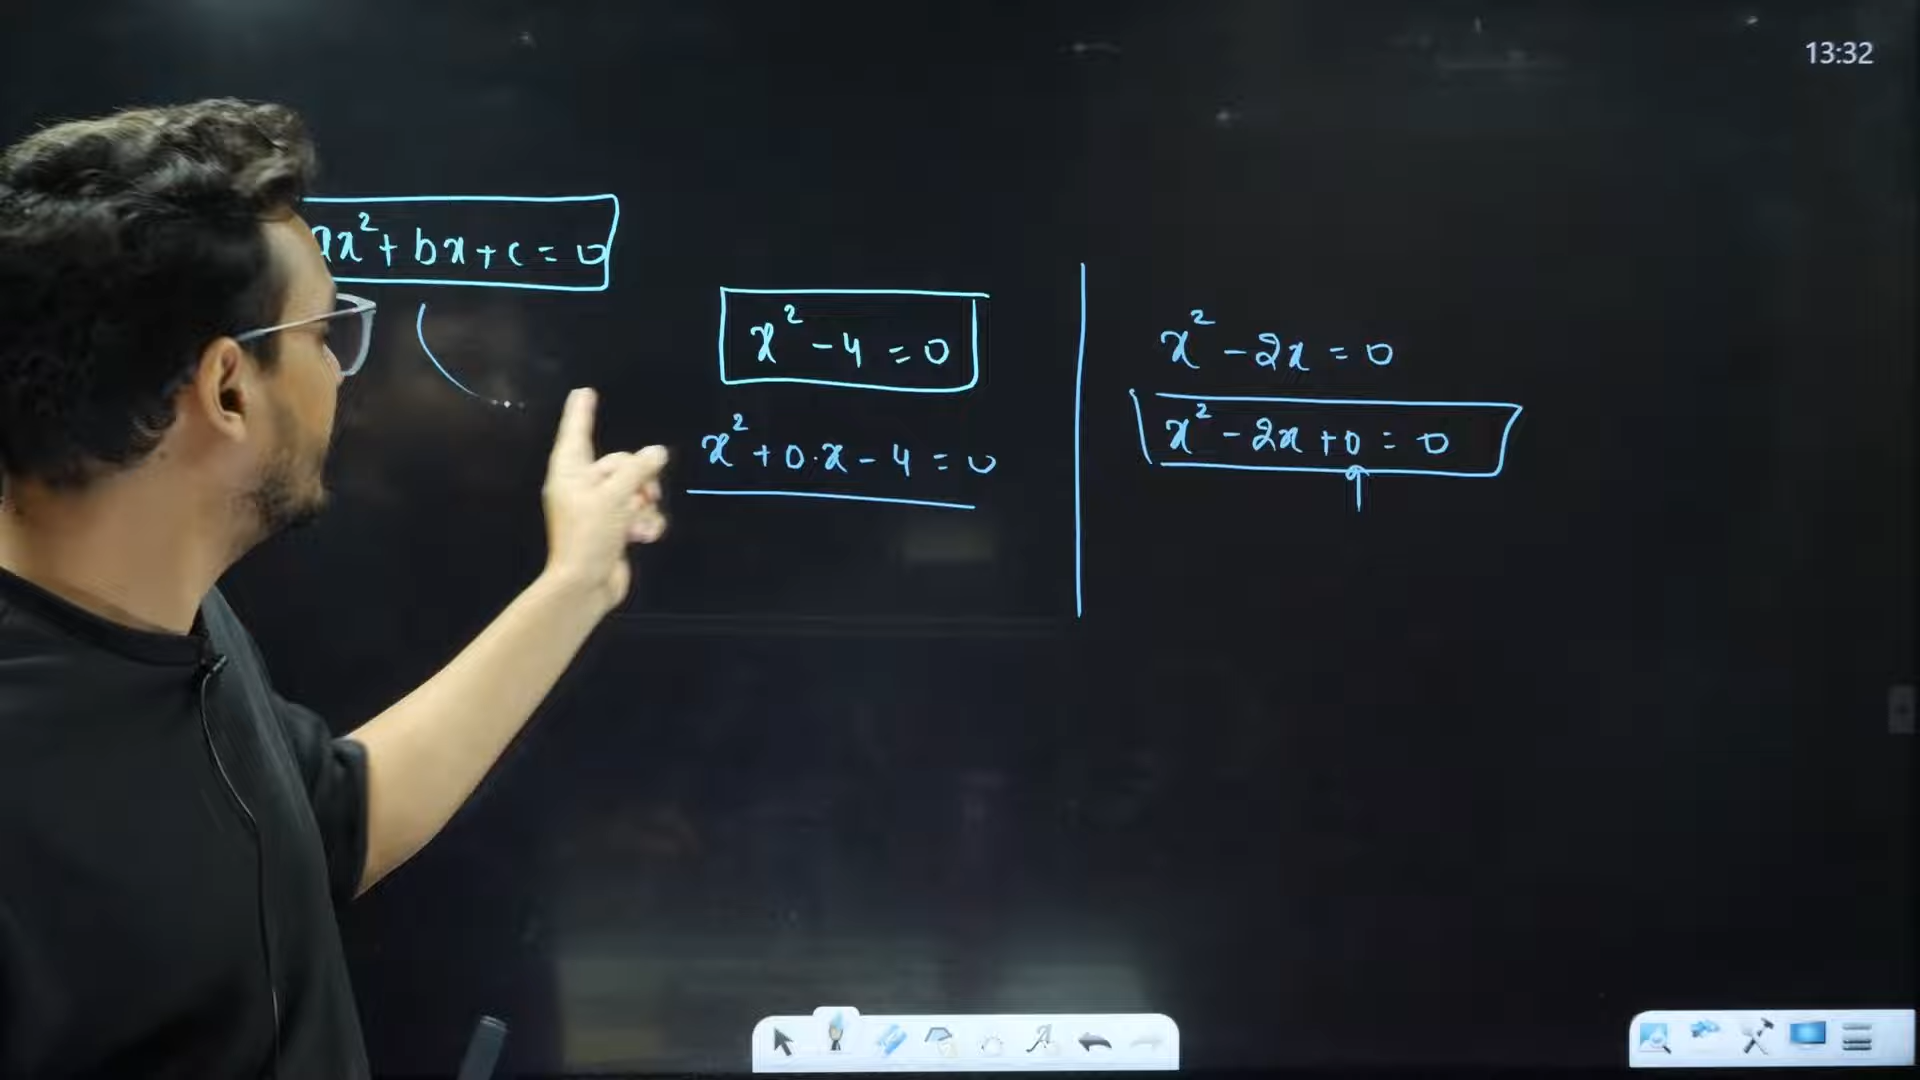 13:32
ax² + bx + c = 0
x² - 4 = 0
x² + 0·x - 4 = 0
x² - 2x = 0
x² - 2x + 0 = 0